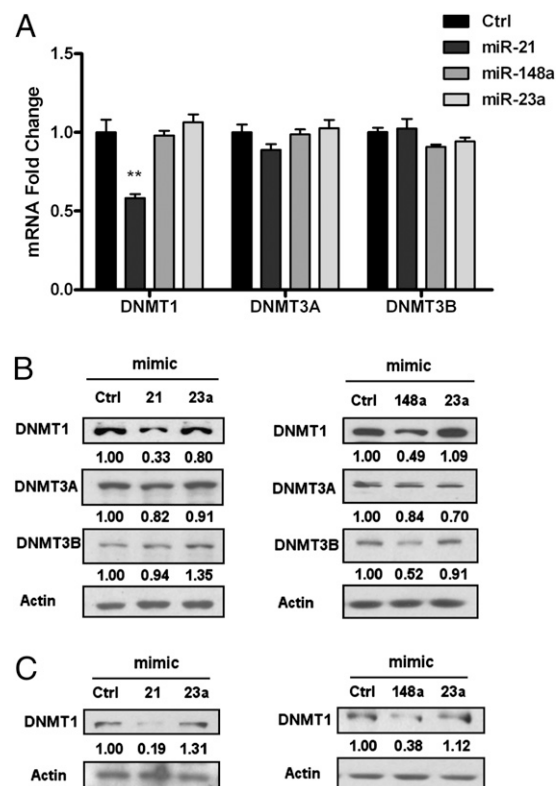 A
Ctrl
miR-21
miR-148a
miR-23a
mRNA Fold Change
1.5
1.0
0.5
0.0
**
DNMT1 DNMT3A DNMT3B
B
mimic
Ctrl 21 23a
DNMT1
1.00 0.33 0.80
DNMT3A
1.00 0.82 0.91
DNMT3B
1.00 0.94 1.35
Actin
mimic
Ctrl 148a 23a
DNMT1
1.00 0.49 1.09
DNMT3A
1.00 0.84 0.70
DNMT3B
1.00 0.52 0.91
Actin
C
mimic
Ctrl 21 23a
DNMT1
1.00 0.19 1.31
Actin
mimic
Ctrl 148a 23a
DNMT1
1.00 0.38 1.12
Actin